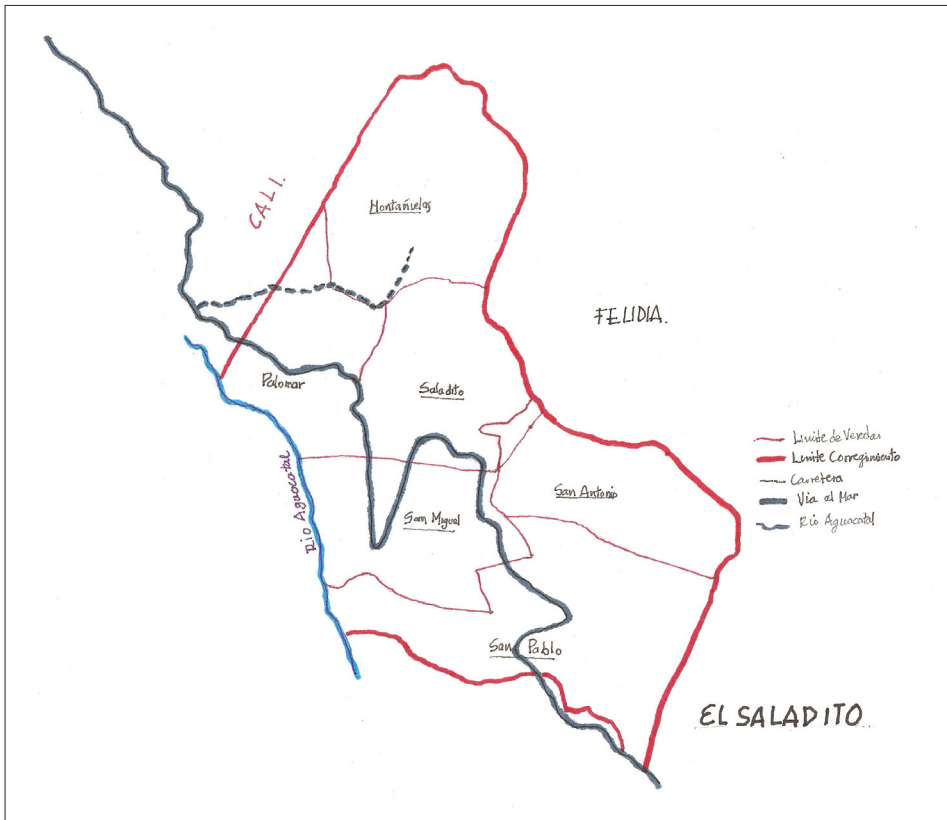 CALI.
Montañuelas
FELIDIA.
Palomar
Saladito
Limite de Veredas
Limite Corregimiento
Carretera
Via al Mar
Rio Aguacatal
San Antonio
San Miguel
Rio Aguacatal
San Pablo
EL SALADITO